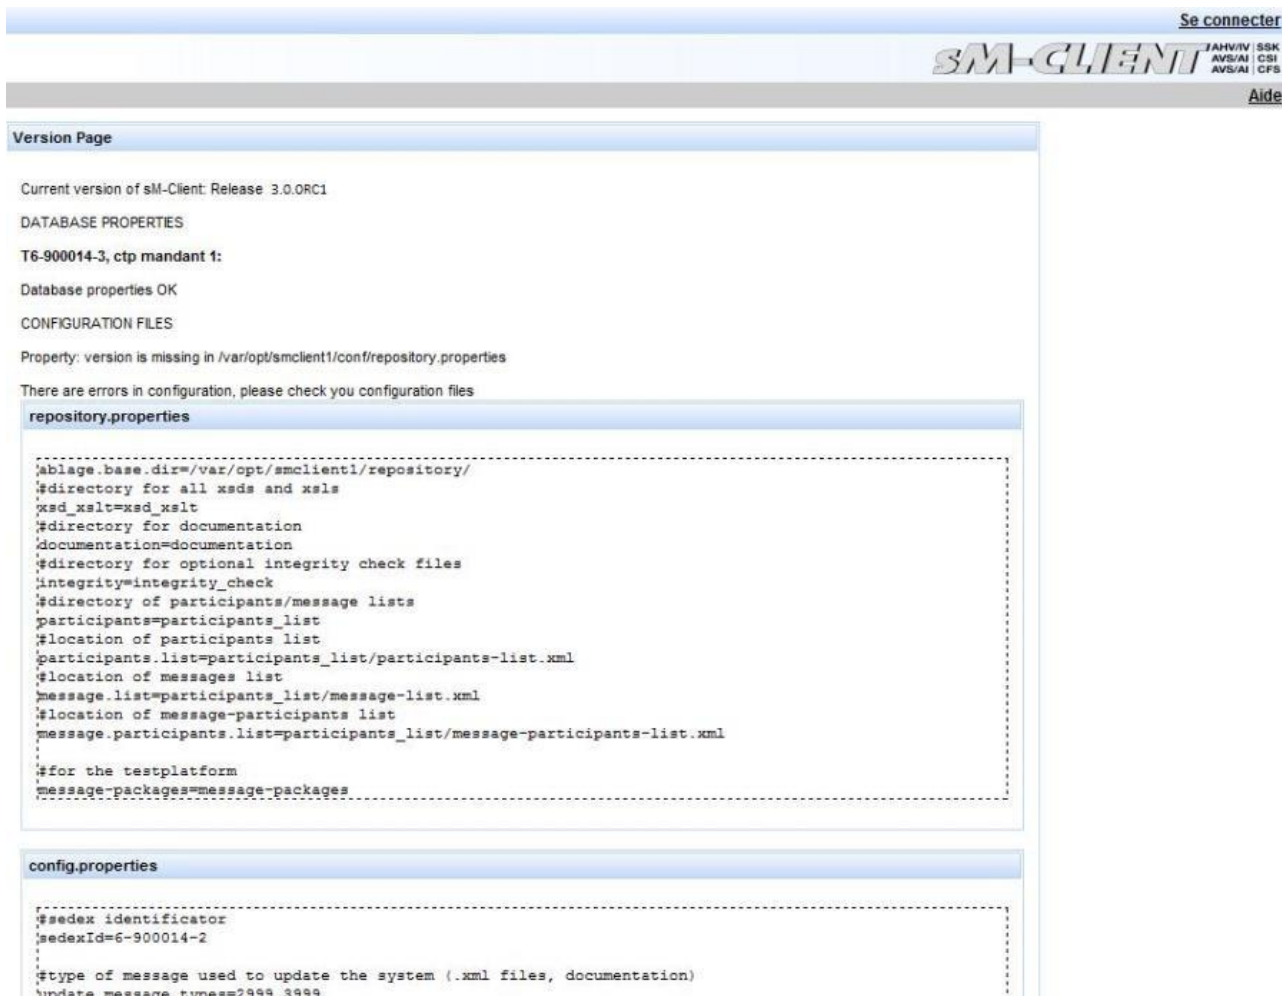 Se connecter
sM-CLIENT AHV/IV SSK
AVS/AI CSI
AVS/AI CFS
Aide
Version Page
Current version of sM-Client: Release 3.0.0RC1
DATABASE PROPERTIES
T6-900014-3, ctp mandant 1:
Database properties OK
CONFIGURATION FILES
Property: version is missing in /var/opt/smclient1/conf/repository.properties
There are errors in configuration, please check you configuration files
repository.properties
ablage.base.dir=/var/opt/smclient1/repository/
#directory for all xsds and xsls
xsd_xslt=xsd_xslt
#directory for documentation
documentation=documentation
#directory for optional integrity check files
integrity=integrity_check
#directory of participants/message lists
participants=participants_list
#location of participants list
participants.list=participants_list/participants-list.xml
#location of messages list
message.list=participants_list/message-list.xml
#location of message-participants list
message.participants.list=participants_list/message-participants-list.xml
#for the testplatform
message-packages=message-packages
config.properties
#sedex identificator
sedexId=6-900014-2
#type of message used to update the system (.xml files, documentation)
update.message.types=2999,3999